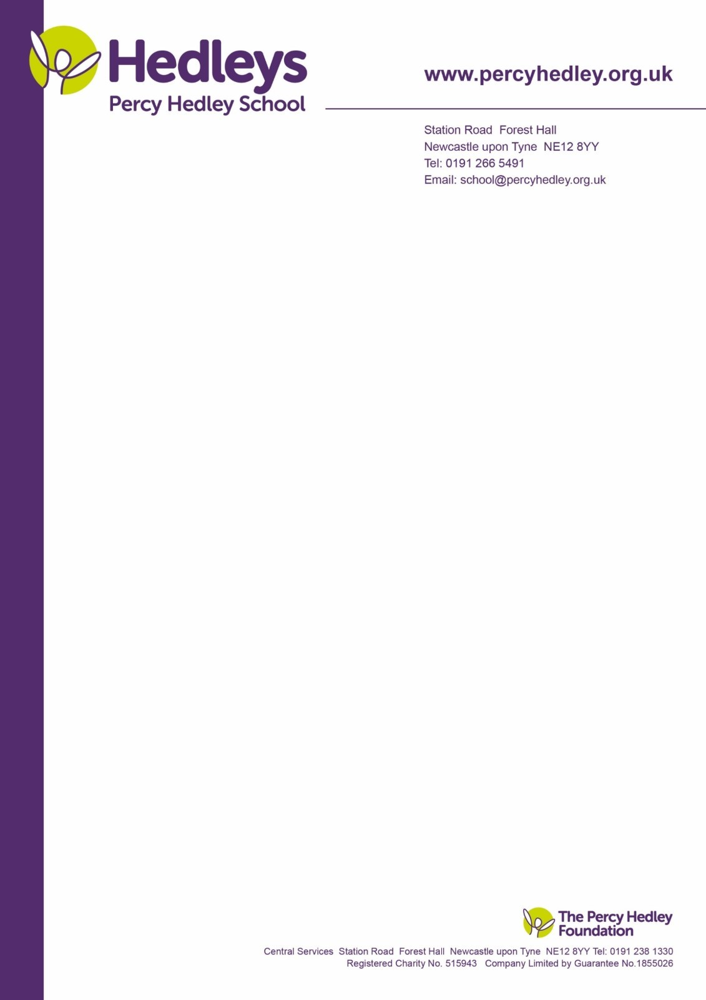 Hedleys
Percy Hedley School
www.percyhedley.org.uk
Station Road  Forest Hall
Newcastle upon Tyne  NE12 8YY
Tel: 0191 266 5491
Email: school@percyhedley.org.uk
The Percy Hedley
Foundation
Central Services  Station Road  Forest Hall  Newcastle upon Tyne  NE12 8YY Tel: 0191 238 1330
Registered Charity No. 515943   Company Limited by Guarantee No.1855026